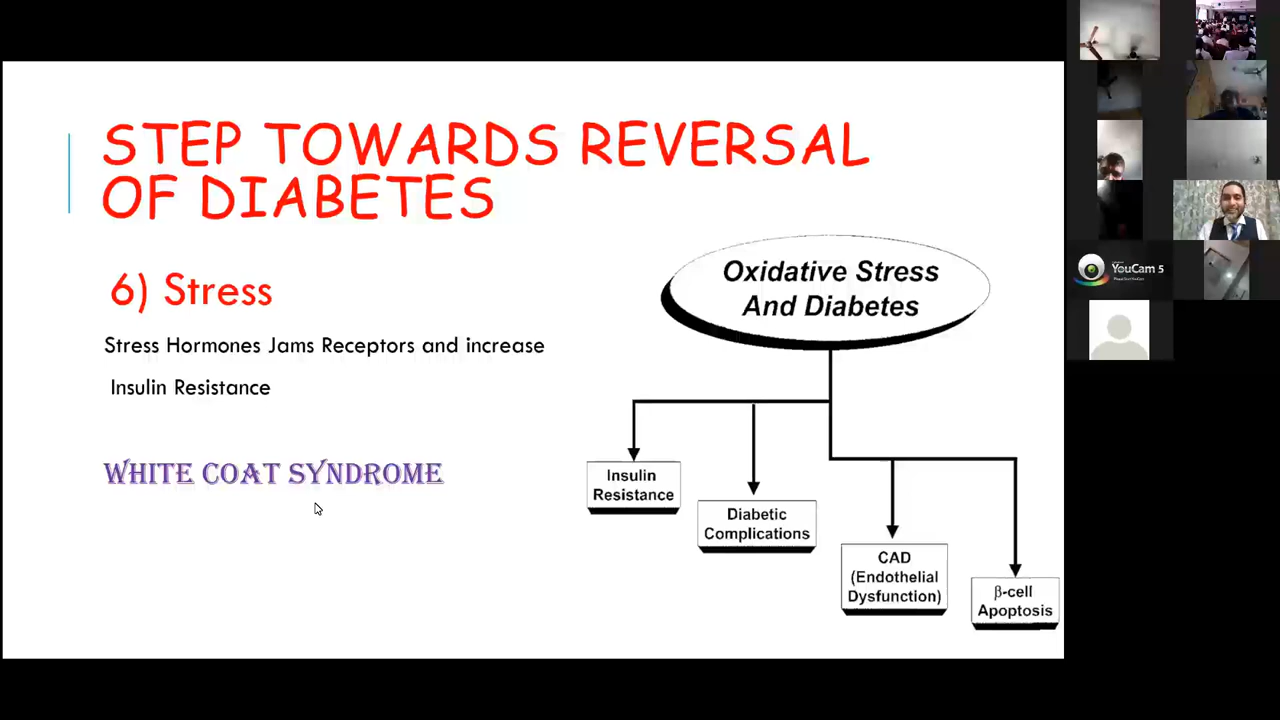 STEP TOWARDS REVERSAL
OF DIABETES
6) Stress
Stress Hormones Jams Receptors and increase
Insulin Resistance
WHITE COAT SYNDROME
Oxidative Stress
And Diabetes
Insulin
Resistance
Diabetic
Complications
CAD
(Endothelial
Dysfunction)
β-cell
Apoptosis
YouCam 5